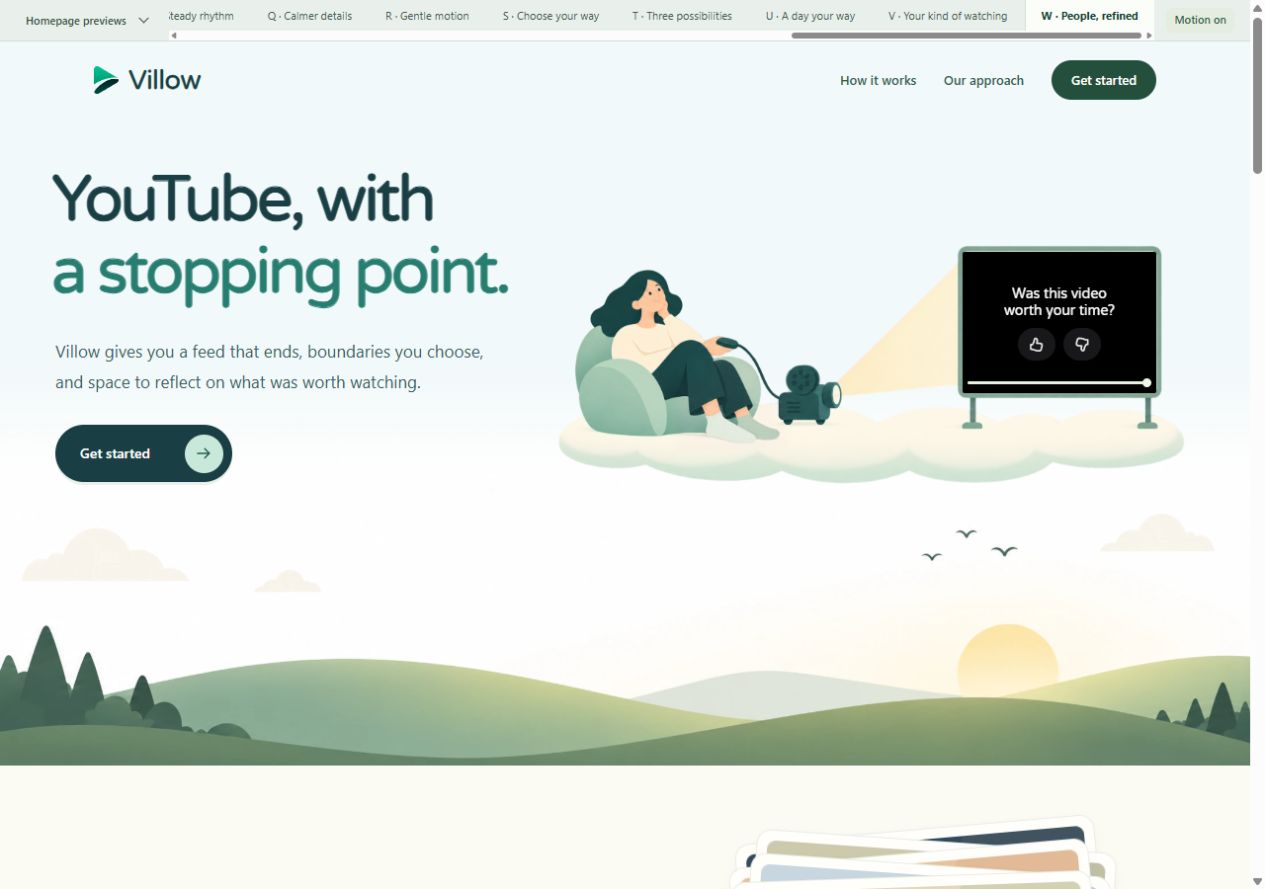 Homepage previews
Steady rhythm
Q · Calmer details
R · Gentle motion
S · Choose your way
T · Three possibilities
U · A day your way
V · Your kind of watching
W · People, refined
Motion on
Villow
How it works
Our approach
Get started
YouTube, with
a stopping point.
Villow gives you a feed that ends, boundaries you choose,
and space to reflect on what was worth watching.
Get started
Was this video
worth your time?